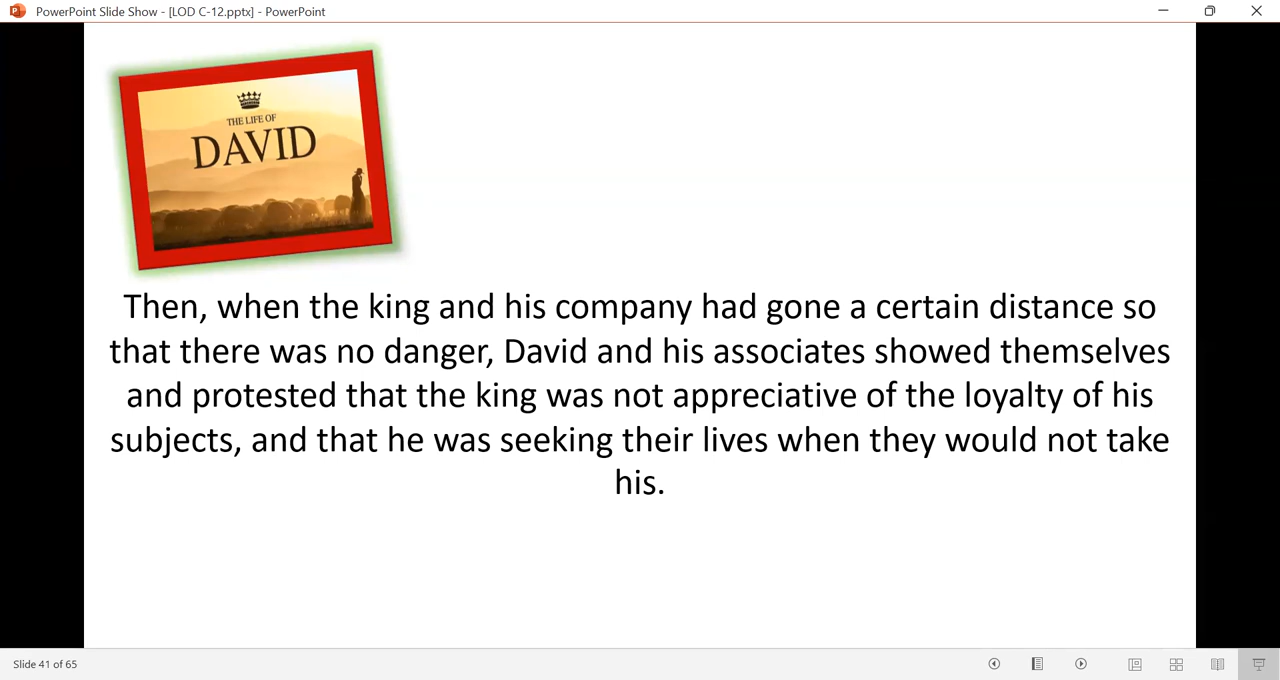 PowerPoint Slide Show - [LOD C-12.pptx] - PowerPoint
THE LIFE OF
DAVID
Then, when the king and his company had gone a certain distance so
that there was no danger, David and his associates showed themselves
and protested that the king was not appreciative of the loyalty of his
subjects, and that he was seeking their lives when they would not take
his.
Slide 41 of 65